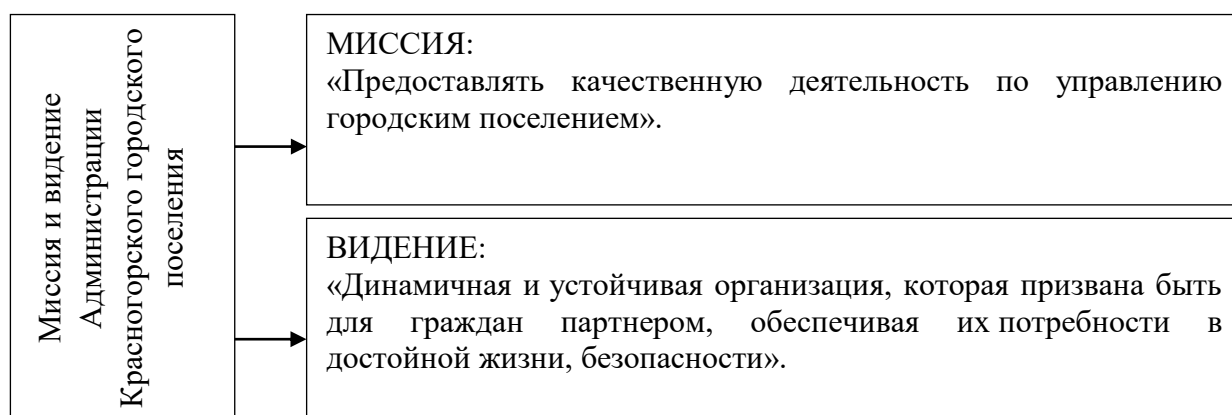 Миссия и видение
Администрации
Красногорского городского
поселения
МИССИЯ:
«Предоставлять качественную деятельность по управлению
городским поселением».
ВИДЕНИЕ:
«Динамичная и устойчивая организация, которая призвана быть
для граждан партнером, обеспечивая их потребности в
достойной жизни, безопасности».